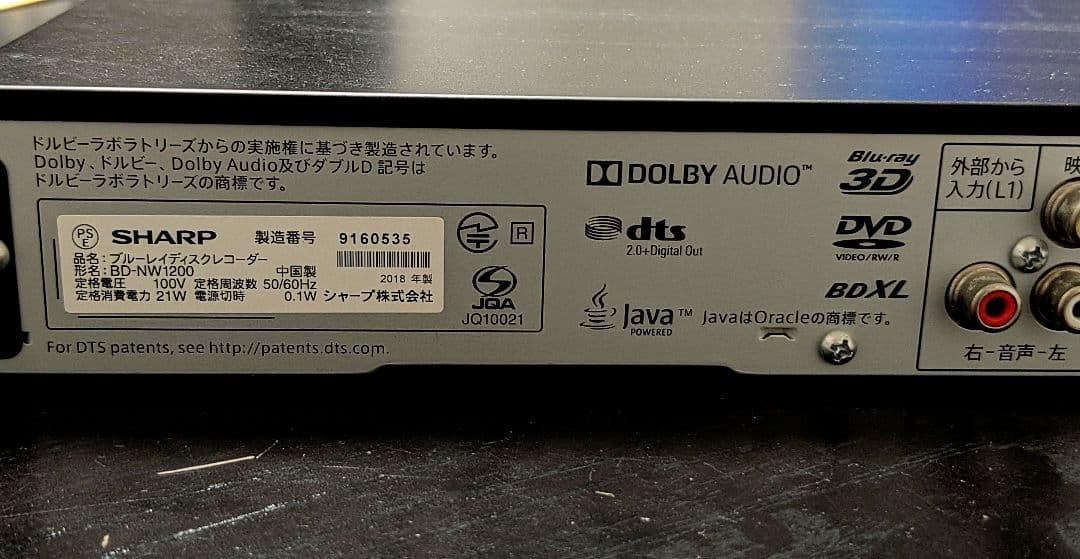 ドルビーラボラトリーズからの実施権に基づき製造されています。
Dolby、ドルビー、Dolby Audio及びダブルD 記号は
ドルビーラボラトリーズの商標です。
PSE SHARP 製造番号 9160535
品名：ブルーレイディスクレコーダー
形名：BD-NW1200 中国製 2018 年製
定格電圧 100V 定格周波数 50/60Hz
定格消費電力 21W 電源切時 0.1W シャープ株式会社
R
JQA
JQ10021
For DTS patents, see http://patents.dts.com.
DOLBY AUDIO™
dts
2.0+Digital Out
Java™
POWERED
JavaはOracleの商標です。
Blu-ray
3D
DVD
VIDEO/RW/R
BDXL
外部から
入力(L1)
映
右-音声-左